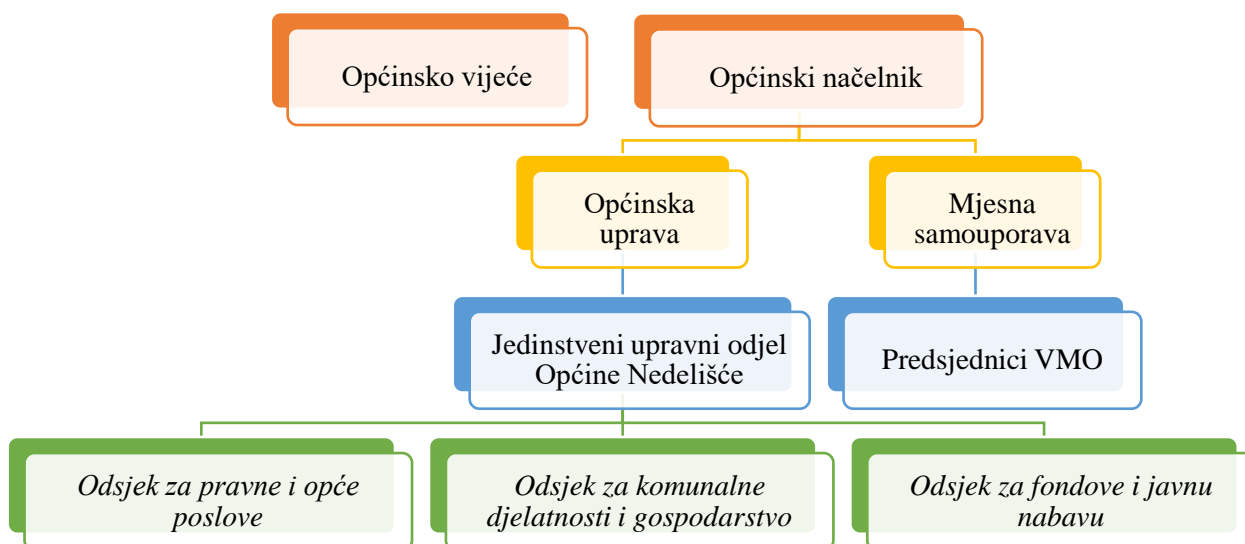 Općinsko vijeće
Općinski načelnik
Općinska
uprava
Mjesna
samouporava
Jedinstveni upravni odjel
Općine Nedelišće
Predsjednici VMO
Odsjek za pravne i opće
poslove
Odsjek za komunalne
djelatnosti i gospodarstvo
Odsjek za fondove i javnu
nabavu